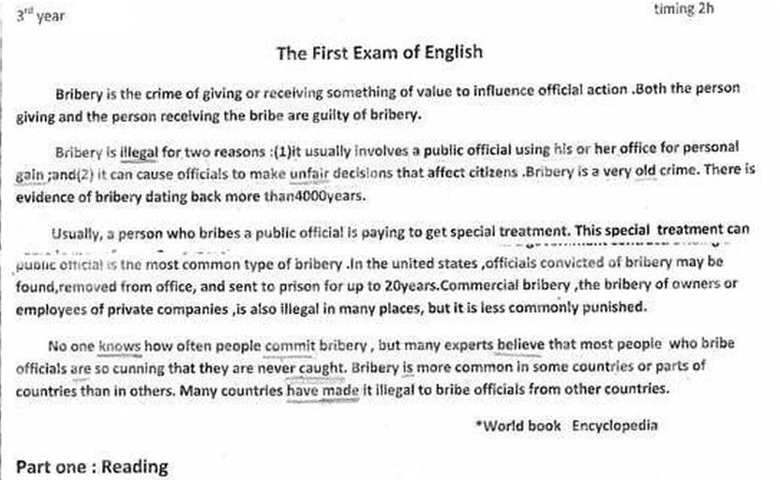 3rd year
timing 2h
The First Exam of English
Bribery is the crime of giving or receiving something of value to influence official action .Both the person
giving and the person receiving the bribe are guilty of bribery.
Bribery is illegal for two reasons :(1)it usually involves a public official using his or her office for personal
gain ;and(2) it can cause officials to make unfair decisions that affect citizens .Bribery is a very old crime. There is
evidence of bribery dating back more than4000years.
Usually, a person who bribes a public official is paying to get special treatment. This special treatment can
public official is the most common type of bribery .In the united states ,officials convicted of bribery may be
found,removed from office, and sent to prison for up to 20years.Commercial bribery ,the bribery of owners or
employees of private companies ,is also illegal in many places, but it is less commonly punished.
No one knows how often people commit bribery , but many experts believe that most people who bribe
officials are so cunning that they are never caught. Bribery is more common in some countries or parts of
countries than in others. Many countries have made it illegal to bribe officials from other countries.
*World book Encyclopedia
Part one : Reading